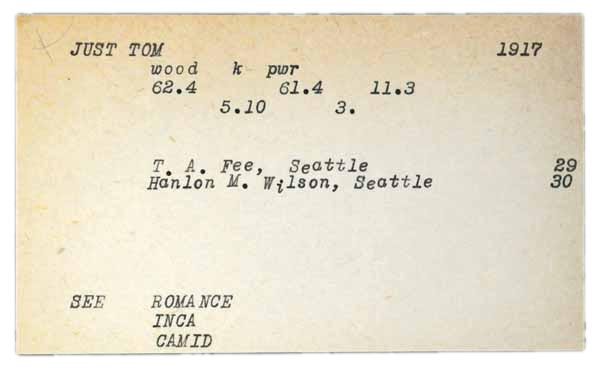 JUST TOM 1917
wood k pwr
62.4 61.4 11.3
5.10 3.
T. A. Fee, Seattle 29
Hanlon M. Wilson, Seattle 30
SEE ROMANCE
INCA
CAMID